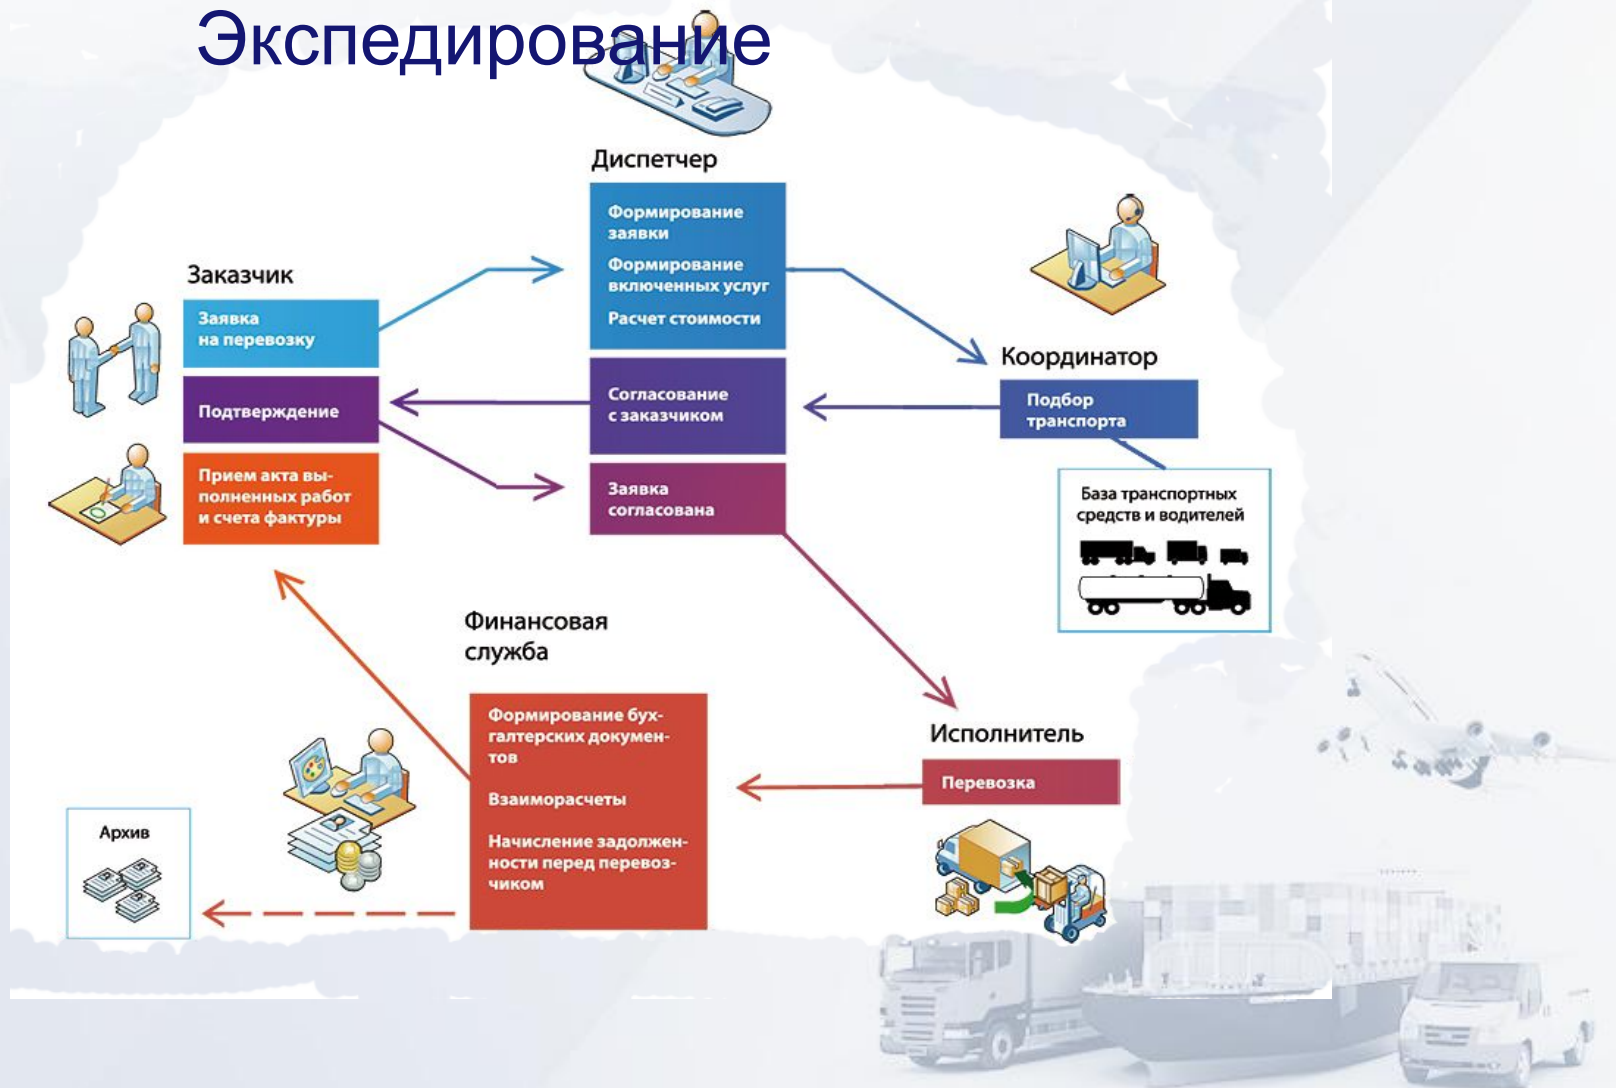 Экспедирование
Диспетчер
Формирование
заявки
Формирование
включенных услуг
Расчет стоимости
Согласование
с заказчиком
Заявка
согласована
Заказчик
Заявка
на перевозку
Подтверждение
Прием акта вы-
полненных работ
и счета фактуры
Координатор
Подбор
транспорта
База транспортных
средств и водителей
Финансовая
служба
Формирование бух-
галтерских докумен-
тов
Взаиморасчеты
Начисление задолжен-
ности перед перевоз-
чиком
Исполнитель
Перевозка
Архив